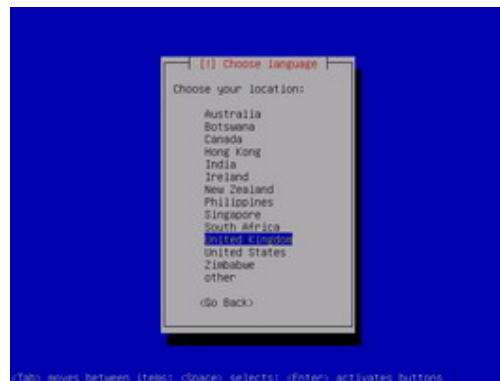 [!] Choose language
Choose your location:
Australia
Botswana
Canada
Hong Kong
India
Ireland
New Zealand
Philippines
Singapore
South Africa
United Kingdom
United States
Zimbabwe
other
<Go Back>
<Tab> moves between items; <Space> selects; <Enter> activates buttons